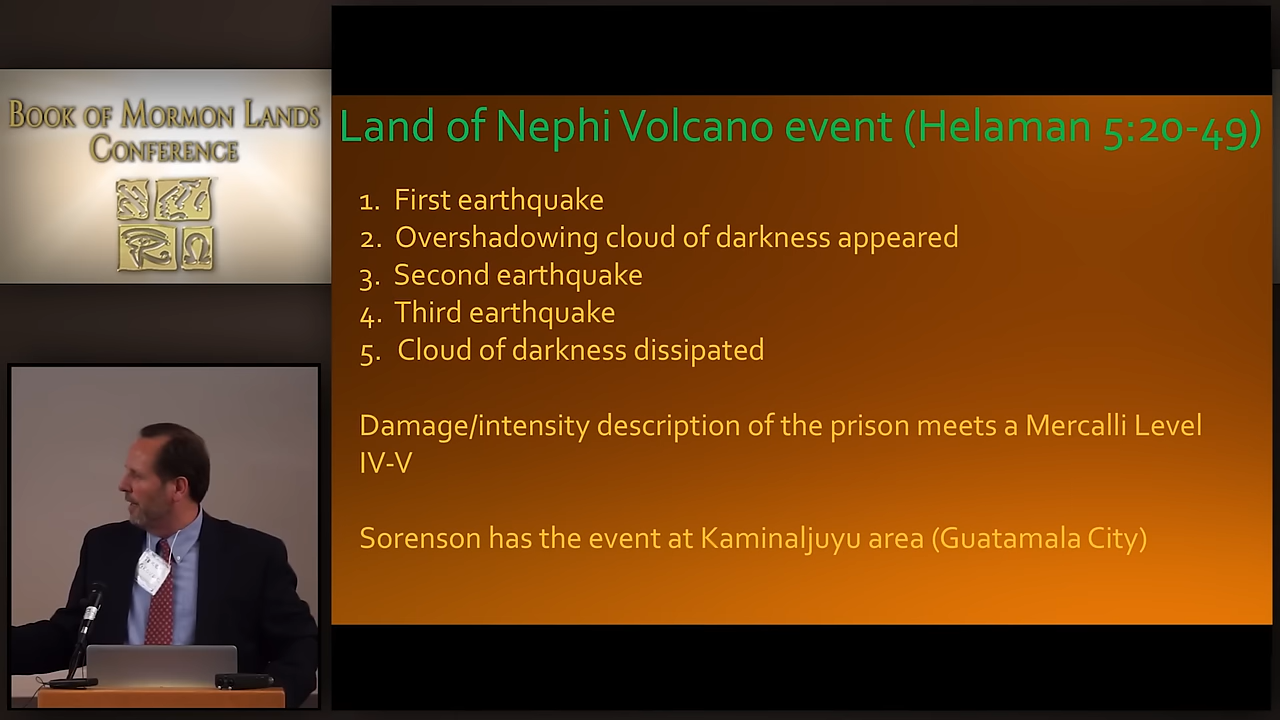 BOOK OF MORMON LANDS
CONFERENCE
Land of Nephi Volcano event (Helaman 5:20-49)
1. First earthquake
2. Overshadowing cloud of darkness appeared
3. Second earthquake
4. Third earthquake
5. Cloud of darkness dissipated
Damage/intensity description of the prison meets a Mercalli Level
IV-V
Sorenson has the event at Kaminaljuyu area (Guatamala City)